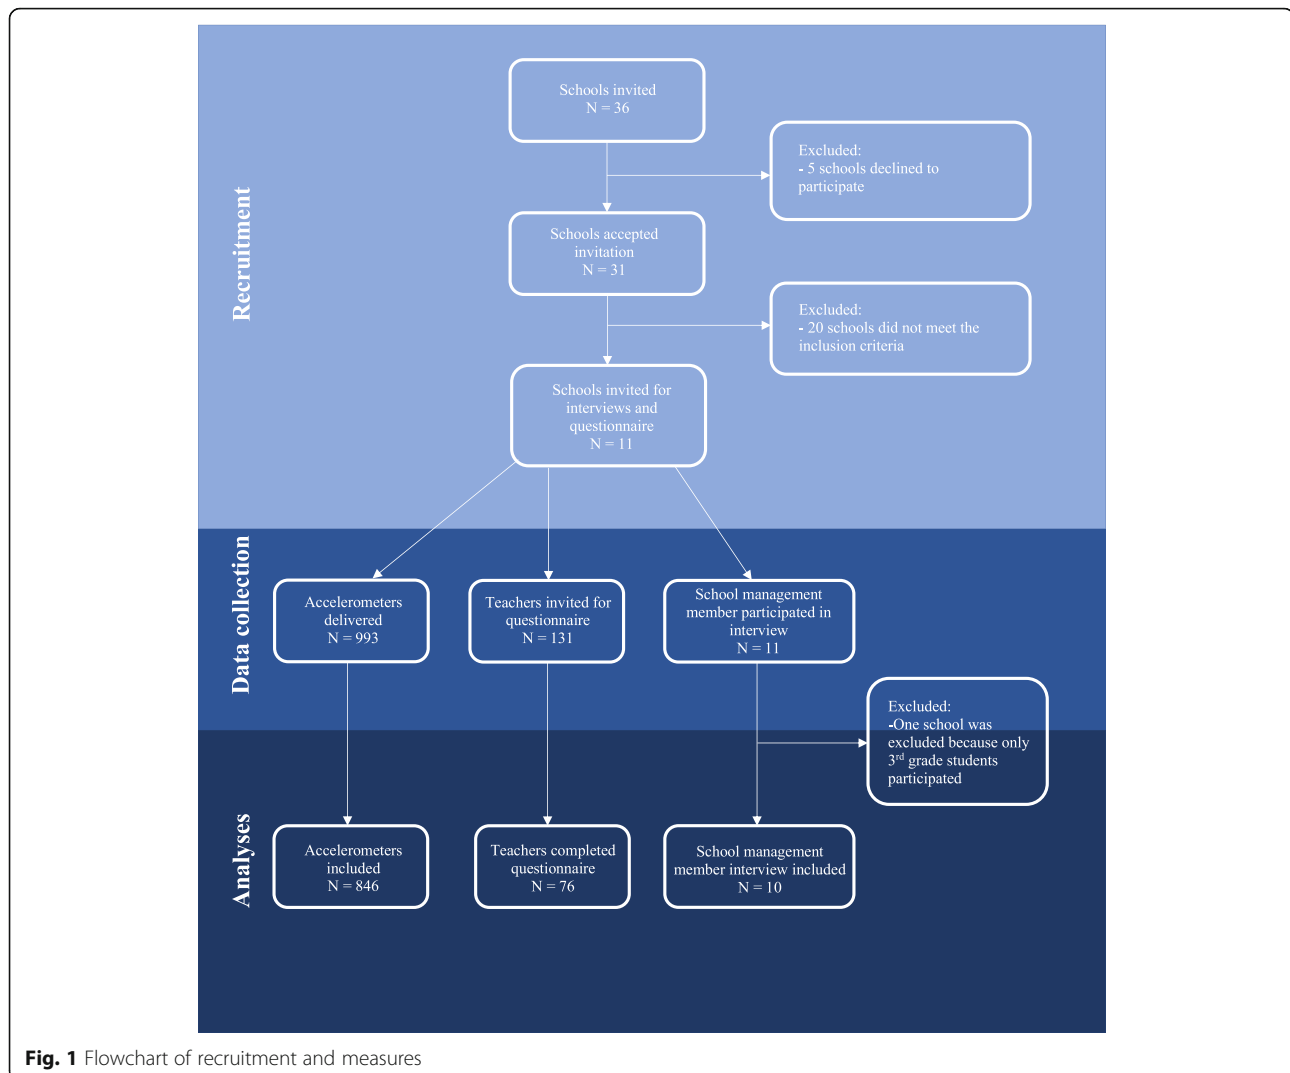 Recruitment
Schools invited
N = 36
Excluded:
- 5 schools declined to
participate
Schools accepted
invitation
N = 31
Excluded:
- 20 schools did not meet the
inclusion criteria
Schools invited for
interviews and
questionnaire
N = 11
Data collection
Accelerometers
delivered
N = 993
Teachers invited for
questionnaire
N = 131
School management
member participated in
interview
N = 11
Excluded:
-One school was
excluded because only
3rd grade students
participated
Analyses
Accelerometers
included
N = 846
Teachers completed
questionnaire
N = 76
School management
member interview included
N = 10
Fig. 1 Flowchart of recruitment and measures